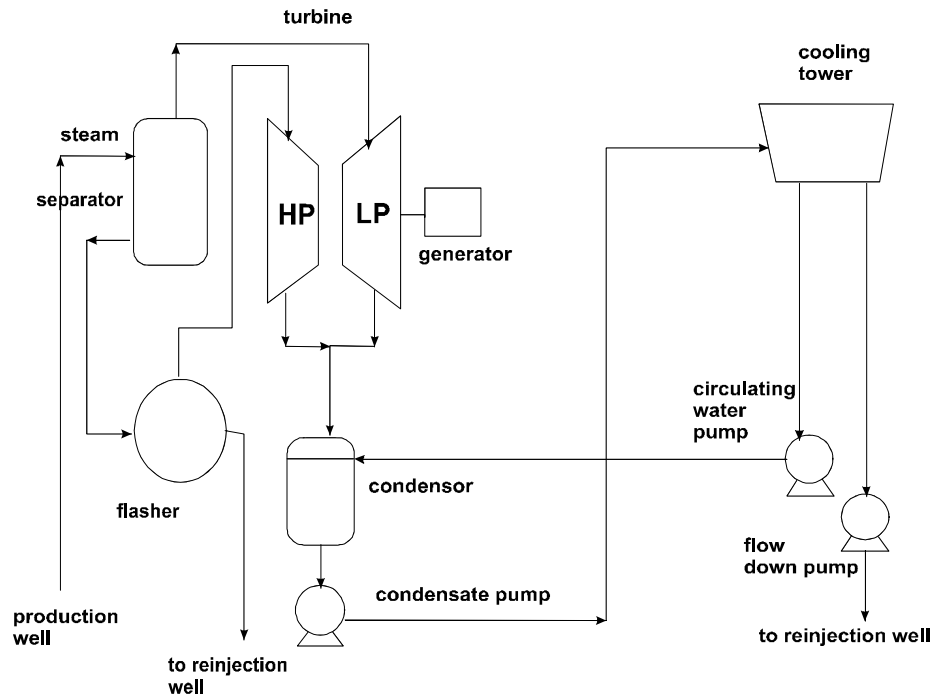 turbine
cooling
tower
steam
separator
HP
LP
generator
circulating
water
pump
condensor
flasher
flow
down pump
condensate pump
production
well
to reinjection
well
to reinjection well